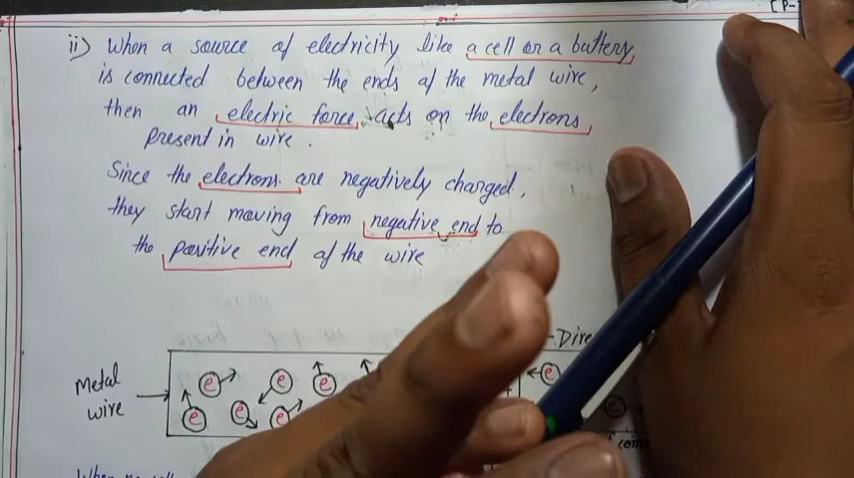 [P-
ii) When a source of electricity like a cell or a battery,
is connected between the ends of the metal wire,
then an electric force acts on the electrons
present in wire.
Since the electrons are negatively charged,
they start moving from negative end to
the positive end of the wire
Metal
wire
e e e e
e e e e
When no